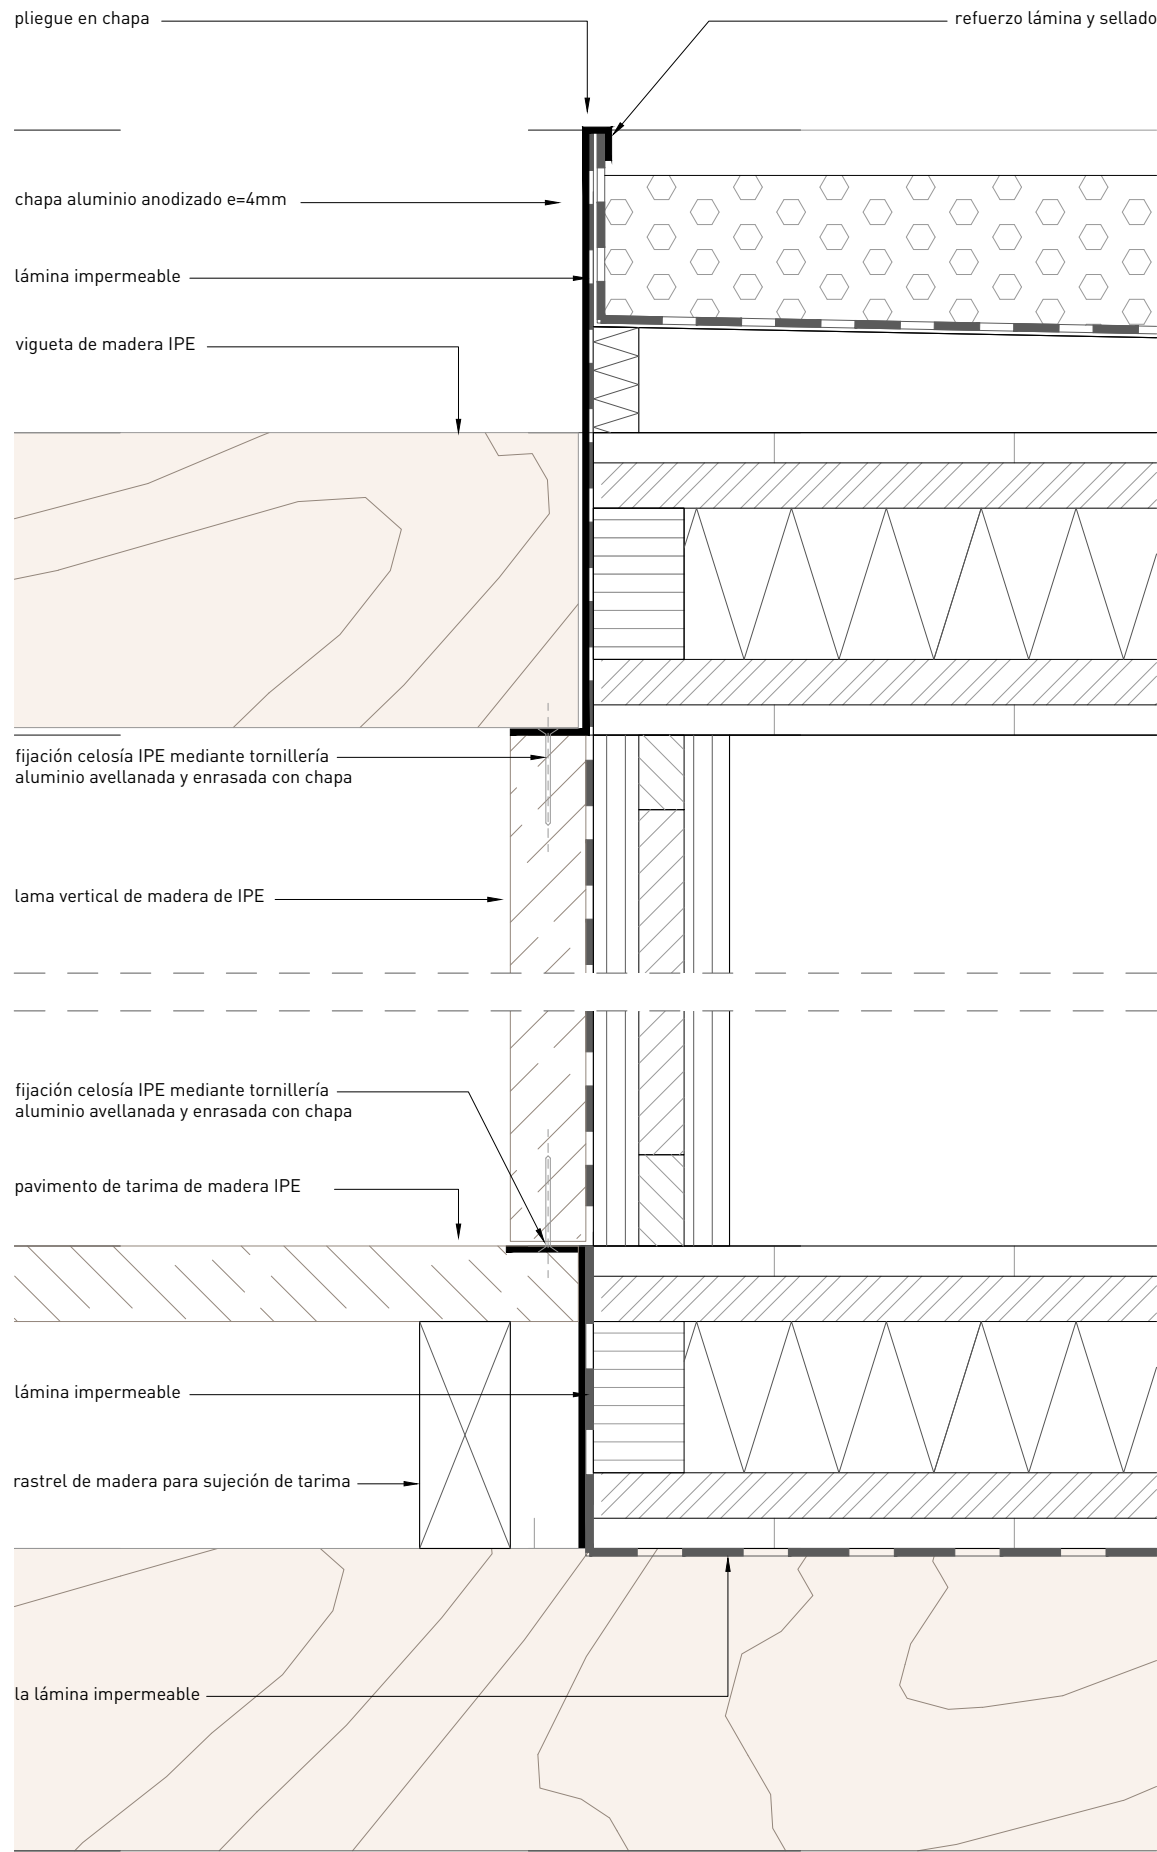 pliegue en chapa
refuerzo lámina y sellado
chapa aluminio anodizado e=4mm
lámina impermeable
vigueta de madera IPE
fijación celosía IPE mediante tornillería
aluminio avellanada y enrasada con chapa
lama vertical de madera de IPE
fijación celosía IPE mediante tornillería
aluminio avellanada y enrasada con chapa
pavimento de tarima de madera IPE
lámina impermeable
rastrel de madera para sujeción de tarima
la lámina impermeable